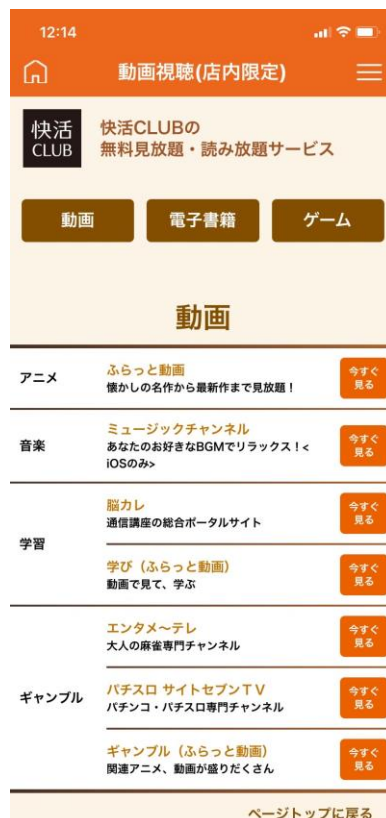 12:14
動画視聴(店内限定)
快活
CLUB
快活CLUBの
無料見放題・読み放題サービス
動画
電子書籍
ゲーム
動画
アニメ
ふらっと動画
懐かしの名作から最新作まで見放題！
今すぐ
見る
音楽
ミュージックチャンネル
あなたのお好きなBGMでリラックス！<
iOSのみ>
今すぐ
見る
学習
脳カレ
通信講座の総合ポータルサイト
今すぐ
見る
学び（ふらっと動画）
動画で見て、学ぶ
今すぐ
見る
ギャンブル
エンタメ〜テレ
大人の麻雀専門チャンネル
今すぐ
見る
パチスロ サイトセブンＴＶ
パチンコ・パチスロ専門チャンネル
今すぐ
見る
ギャンブル（ふらっと動画）
関連アニメ、動画が盛りだくさん
今すぐ
見る
ページトップに戻る